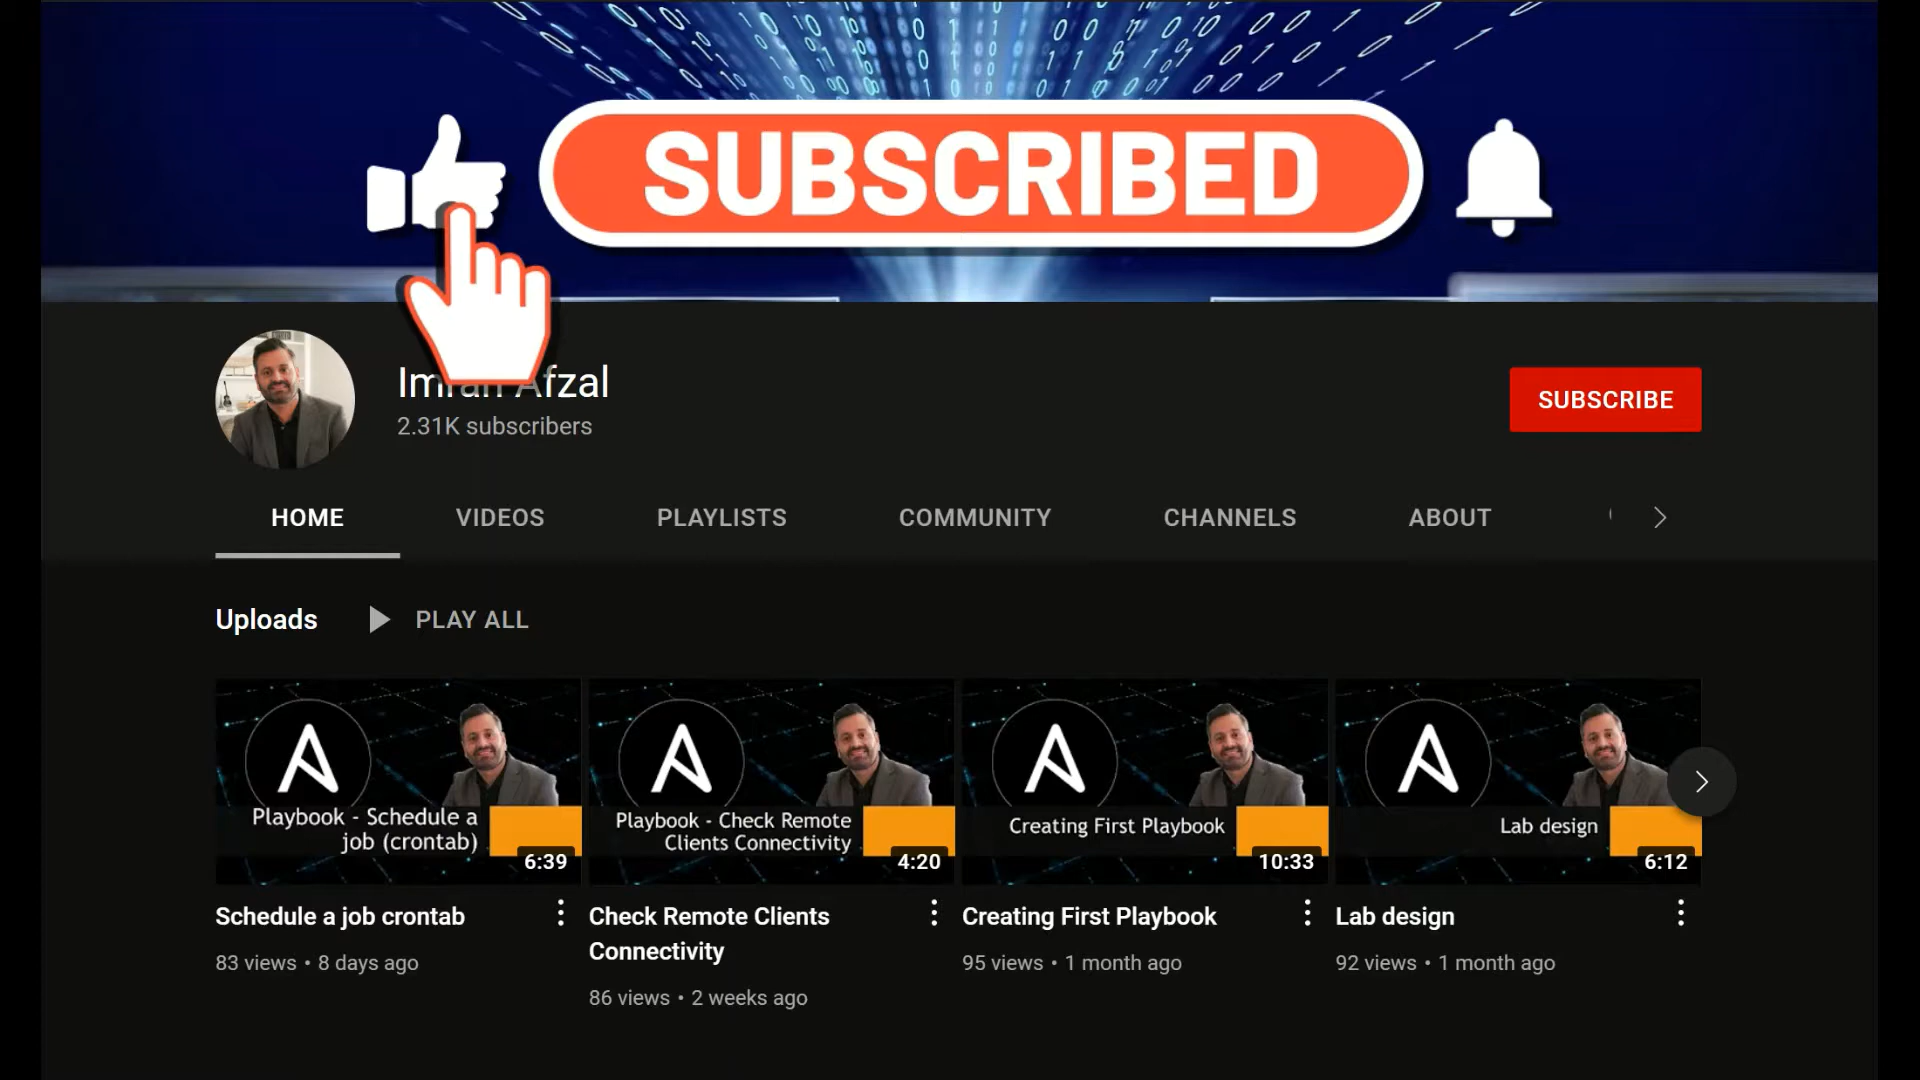 SUBSCRIBED
Afzal
2.31K subscribers
SUBSCRIBE
HOME
VIDEOS
PLAYLISTS
COMMUNITY
CHANNELS
ABOUT
Uploads
PLAY ALL
Playbook - Schedule a
job (crontab)
6:39
Playbook - Check Remote
Clients Connectivity
4:20
Creating First Playbook
10:33
Lab design
6:12
Schedule a job crontab
83 views • 8 days ago
Check Remote Clients
Connectivity
86 views • 2 weeks ago
Creating First Playbook
95 views • 1 month ago
Lab design
92 views • 1 month ago